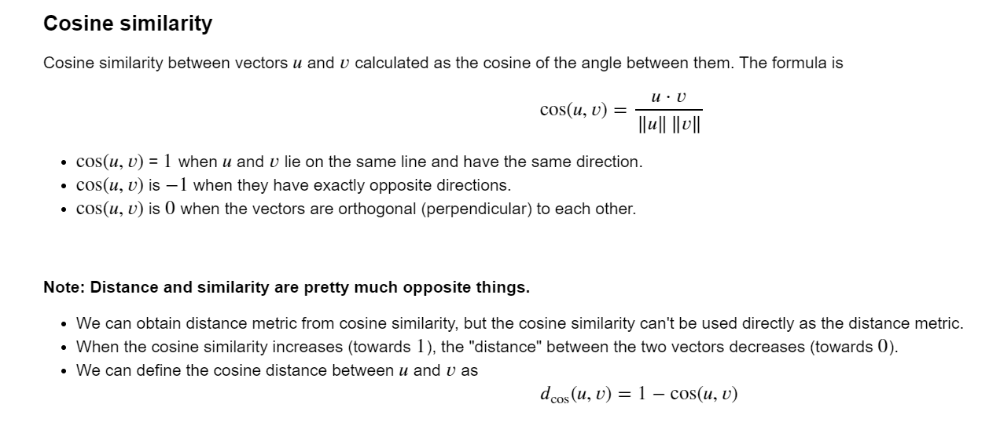 Cosine similarity
Cosine similarity between vectors u and v calculated as the cosine of the angle between them. The formula is
cos(u, v) = u · v / ‖u‖ ‖v‖
• cos(u, v) = 1 when u and v lie on the same line and have the same direction.
• cos(u, v) is −1 when they have exactly opposite directions.
• cos(u, v) is 0 when the vectors are orthogonal (perpendicular) to each other.
Note: Distance and similarity are pretty much opposite things.
• We can obtain distance metric from cosine similarity, but the cosine similarity can't be used directly as the distance metric.
• When the cosine similarity increases (towards 1), the "distance" between the two vectors decreases (towards 0).
• We can define the cosine distance between u and v as
d_cos(u, v) = 1 − cos(u, v)